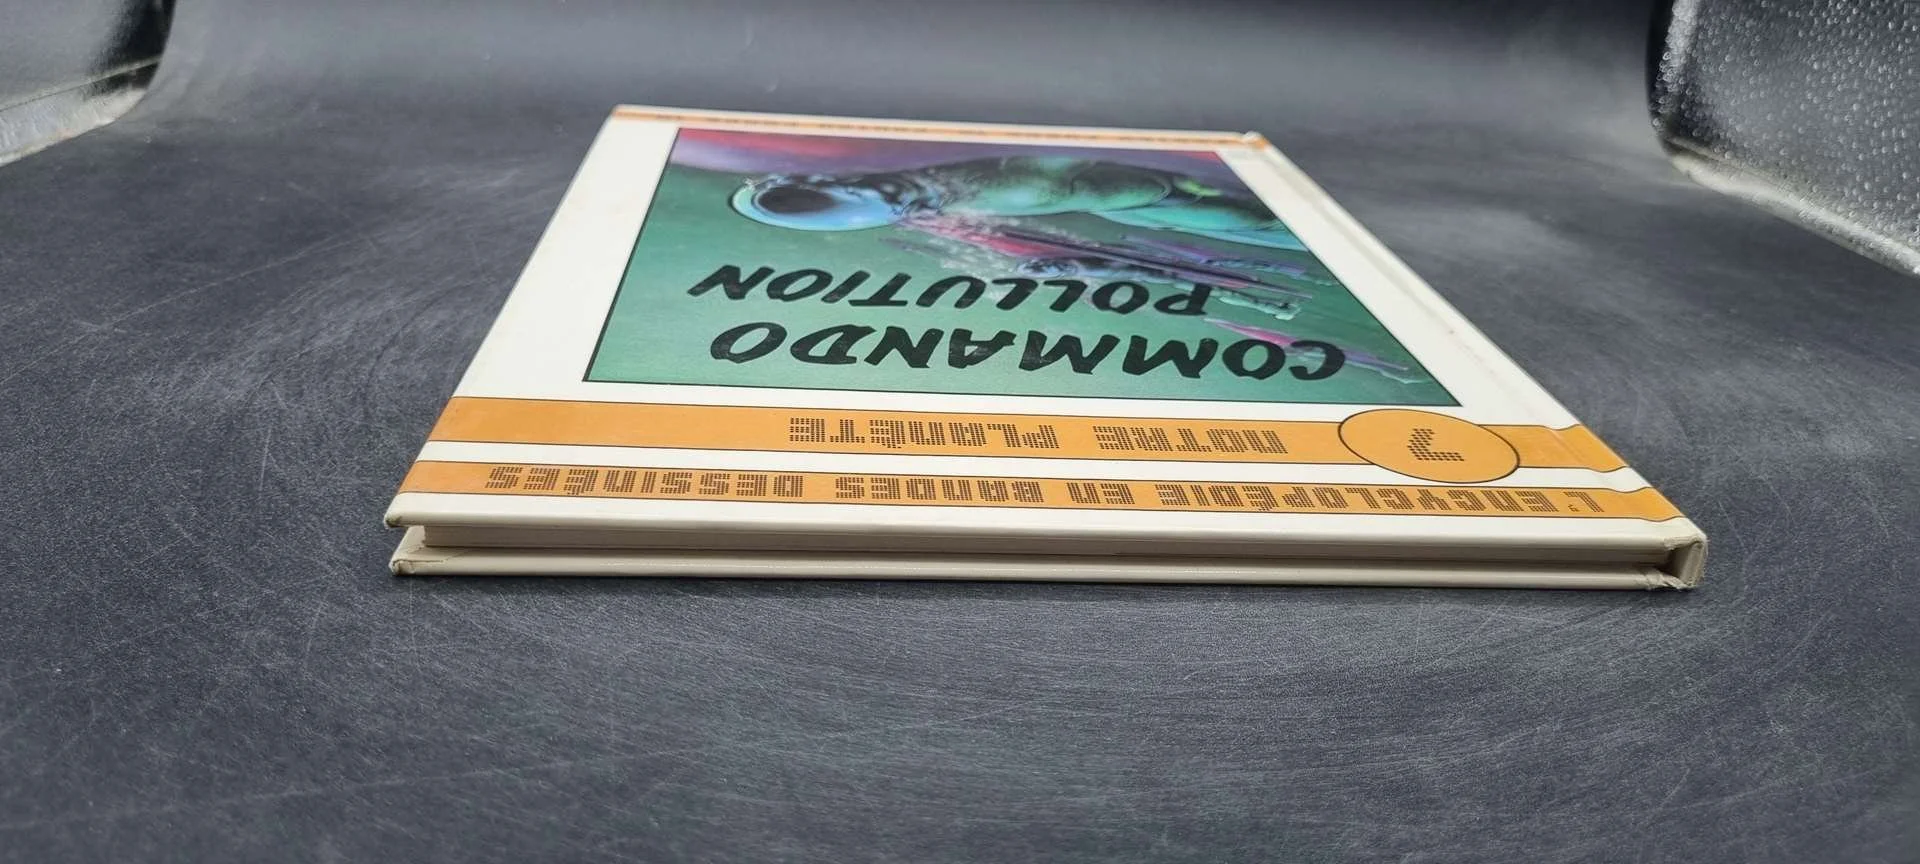 L'ENCYCLOPÉDIE EN BANDES DESSINÉES
7 NOTRE PLANÈTE
COMMANDO
POLLUTION